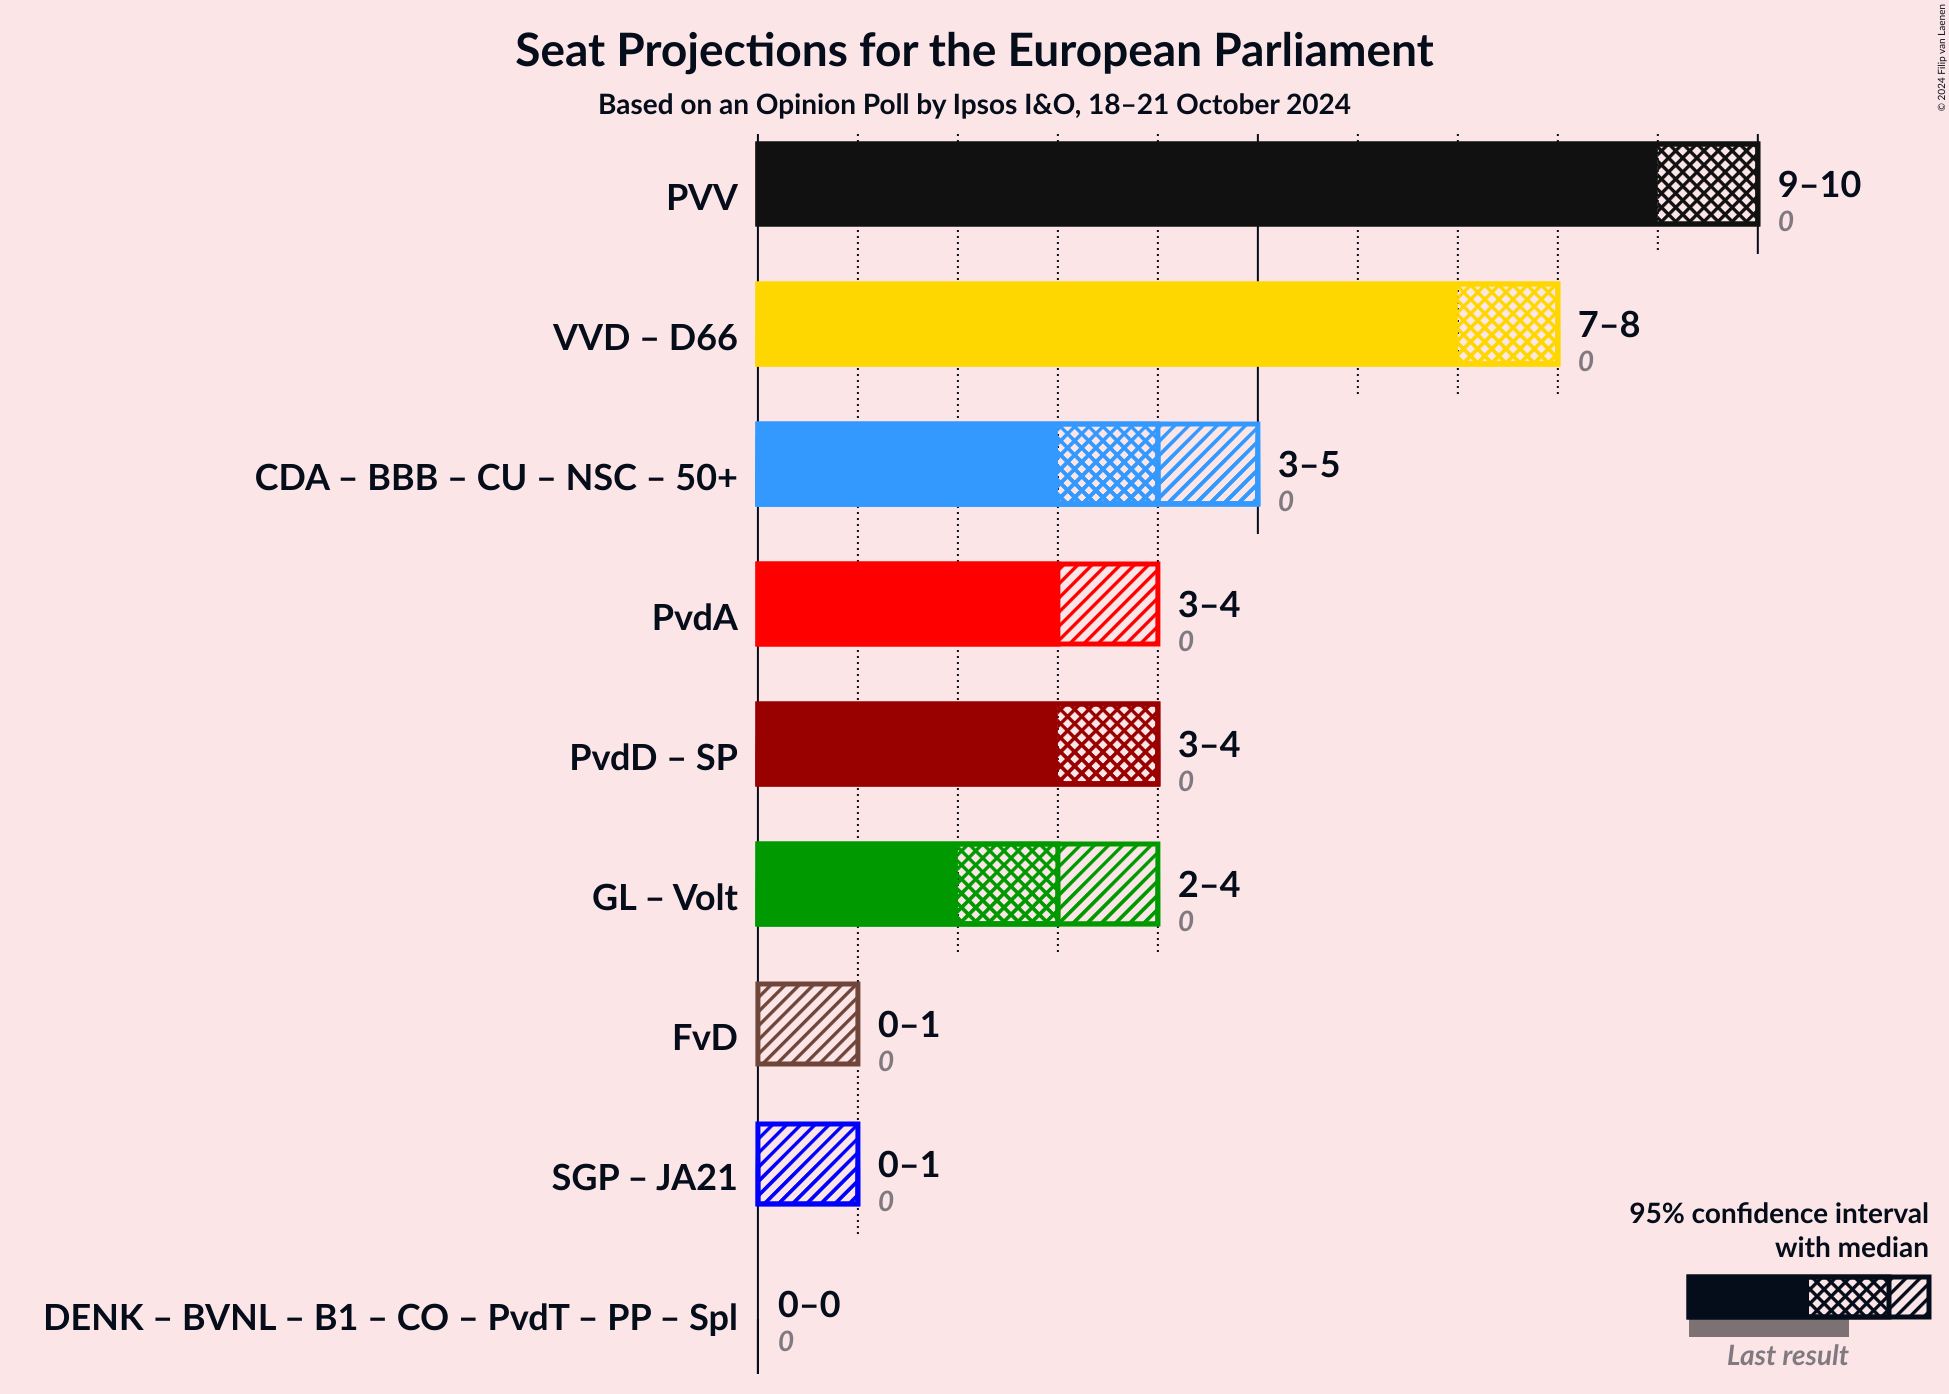 Seat Projections for the European Parliament
Based on an Opinion Poll by Ipsos I&O, 18–21 October 2024
© 2024 Filip van Laenen
PVV
9–10
0
VVD – D66
7–8
0
CDA – BBB – CU – NSC – 50+
3–5
0
PvdA
3–4
0
PvdD – SP
3–4
0
GL – Volt
2–4
0
FvD
0–1
0
SGP – JA21
0–1
0
DENK – BVNL – B1 – CO – PvdT – PP – Spl
0–0
0
95% confidence interval
with median
Last result